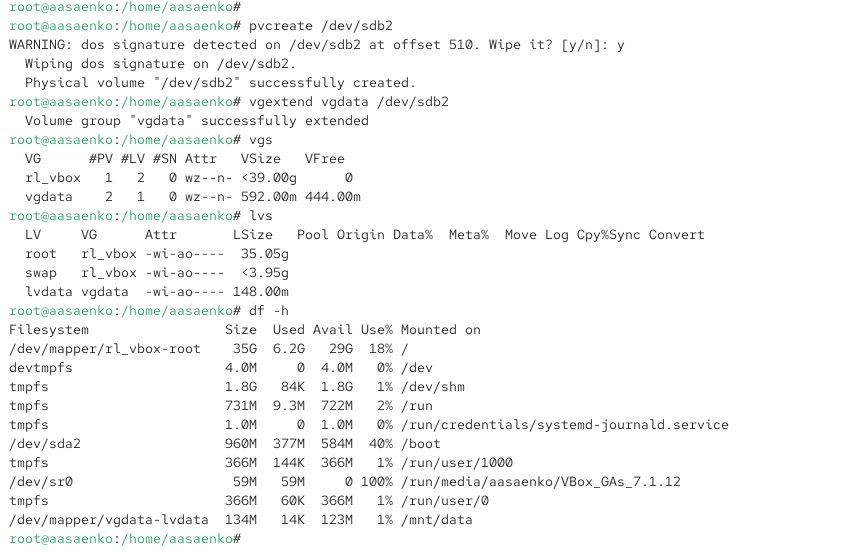 root@aasaenko:/home/aasaenko#
root@aasaenko:/home/aasaenko# pvcreate /dev/sdb2
WARNING: dos signature detected on /dev/sdb2 at offset 510. Wipe it? [y/n]: y
  Wiping dos signature on /dev/sdb2.
  Physical volume "/dev/sdb2" successfully created.
root@aasaenko:/home/aasaenko# vgextend vgdata /dev/sdb2
  Volume group "vgdata" successfully extended
root@aasaenko:/home/aasaenko# vgs
  VG      #PV #LV #SN Attr   VSize   VFree
  rl_vbox   1   2   0 wz--n- <39.00g      0
  vgdata    2   1   0 wz--n- 592.00m 444.00m
root@aasaenko:/home/aasaenko# lvs
  LV     VG      Attr       LSize   Pool Origin Data%  Meta%  Move Log Cpy%Sync Convert
  root   rl_vbox -wi-ao----  35.05g
  swap   rl_vbox -wi-ao----  <3.95g
  lvdata vgdata  -wi-ao---- 148.00m
root@aasaenko:/home/aasaenko# df -h
Filesystem                 Size  Used Avail Use% Mounted on
/dev/mapper/rl_vbox-root    35G  6.2G   29G  18% /
devtmpfs                   4.0M     0  4.0M   0% /dev
tmpfs                      1.8G   84K  1.8G   1% /dev/shm
tmpfs                      731M  9.3M  722M   2% /run
tmpfs                      1.0M     0  1.0M   0% /run/credentials/systemd-journald.service
/dev/sda2                  960M  377M  584M  40% /boot
tmpfs                      366M  144K  366M   1% /run/user/1000
/dev/sr0                    59M   59M     0 100% /run/media/aasaenko/VBox_GAs_7.1.12
tmpfs                      366M   60K  366M   1% /run/user/0
/dev/mapper/vgdata-lvdata  134M   14K  123M   1% /mnt/data
root@aasaenko:/home/aasaenko#